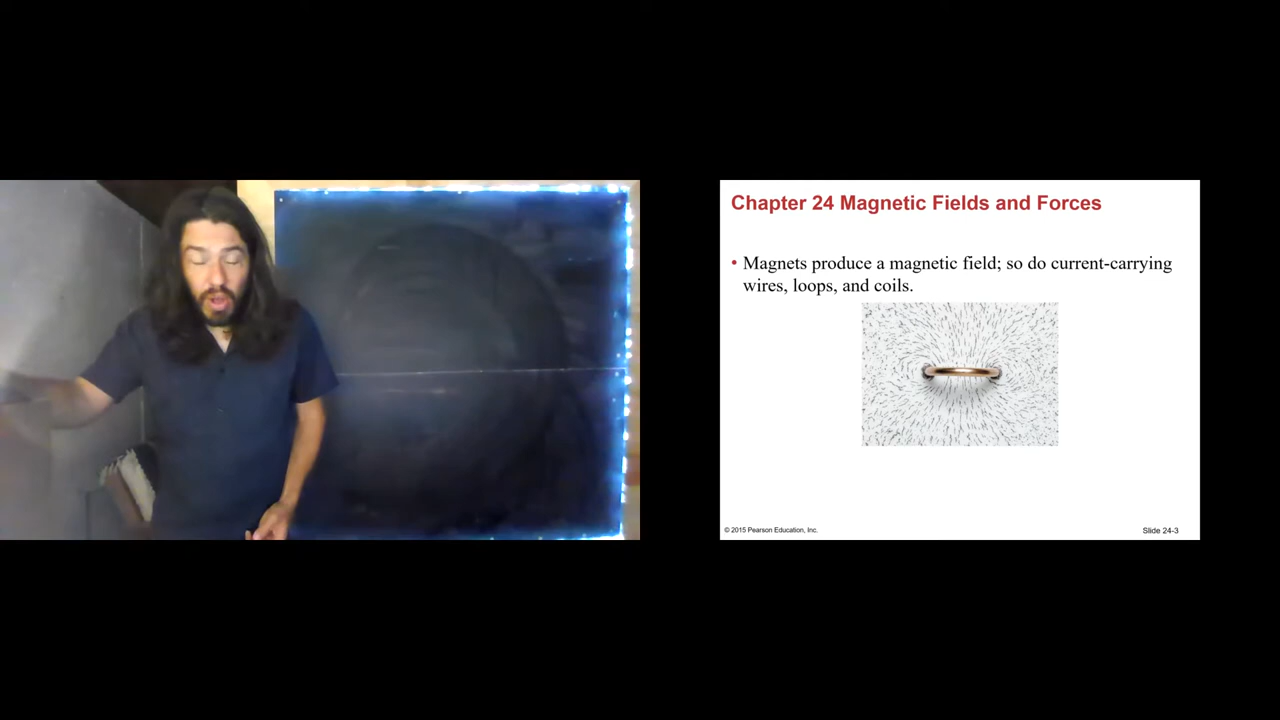 Chapter 24 Magnetic Fields and Forces
• Magnets produce a magnetic field; so do current-carrying
wires, loops, and coils.
© 2015 Pearson Education, Inc.
Slide 24-3